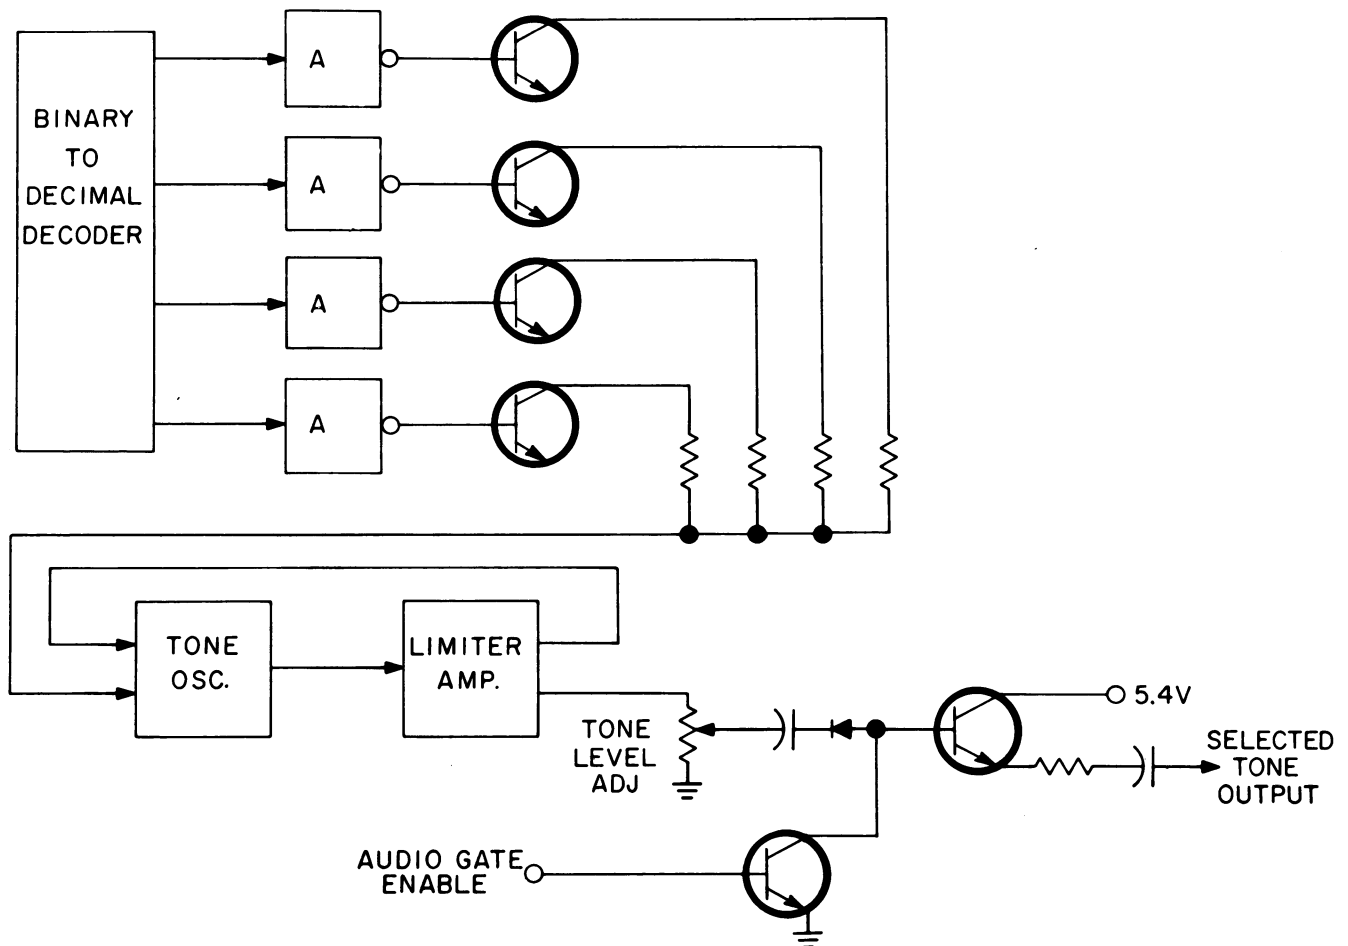 BINARY
TO
DECIMAL
DECODER
A
A
A
A
TONE
OSC.
LIMITER
AMP.
TONE
LEVEL
ADJ
5.4V
SELECTED
TONE
OUTPUT
AUDIO GATE
ENABLE